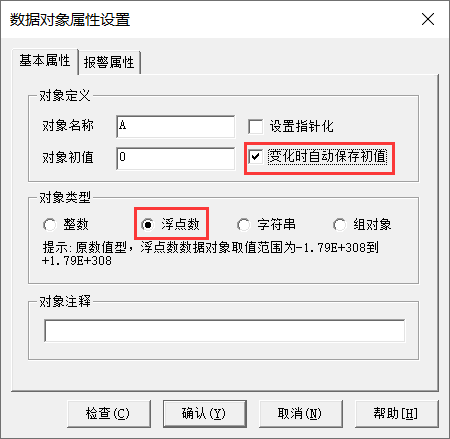 数据对象属性设置
基本属性 报警属性
对象定义
对象名称 A 设置指针化
对象初值 0 变化时自动保存初值
对象类型
整数 浮点数 字符串 组对象
提示:原数值型，浮点数数据对象取值范围为-1.79E+308到
+1.79E+308
对象注释
检查(C) 确认(Y) 取消(N) 帮助[H]